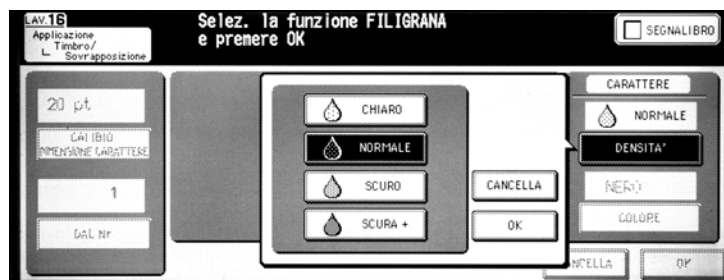 LAV.16
Applicazione
Timbro/
Sovrapposizione
Selez. la funzione FILIGRANA
e premere OK
SEGNALIBRO
20 pt
CALIBIO
DIMENSIONE CARATTERE
1
DAL Nr
CHIARO
NORMALE
SCURO
SCURA +
CANCELLA
OK
CARATTERE
NORMALE
DENSITA'
NERO
COLORE
OK